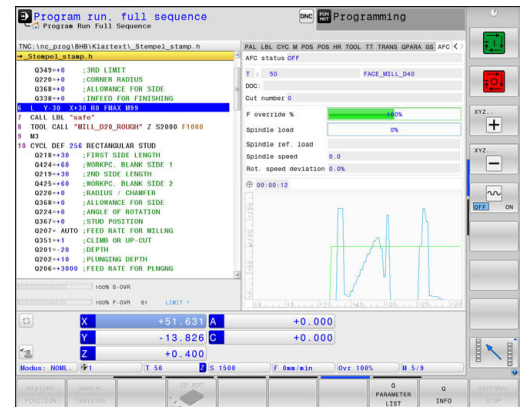 Program run, full sequence
DNC
Programming
Program Run Full Sequence
TNC:\nc_prog\BHB\Klartext\_Stempel_stamp.h
→_Stempel_stamp.h
Q349=+0 ;3RD LIMIT
Q220=+0 ;CORNER RADIUS
Q368=+0 ;ALLOWANCE FOR SIDE
Q338=+0 ;INFEED FOR FINISHING
6 L Y-30 X+30 R0 FMAX M99
7 CALL LBL "safe"
8 TOOL CALL "MILL_D20_ROUGH" Z S2000 F1000
9 M3
10 CYCL DEF 256 RECTANGULAR STUD
Q218=+30 ;FIRST SIDE LENGTH
Q424=+60 ;WORKPC. BLANK SIDE 1
Q219=+30 ;2ND SIDE LENGTH
Q425=+60 ;WORKPC. BLANK SIDE 2
Q220=+0 ;RADIUS / CHAMFER
Q368=+0 ;ALLOWANCE FOR SIDE
Q224=+0 ;ANGLE OF ROTATION
Q367=+0 ;STUD POSITION
Q207= AUTO ;FEED RATE FOR MILLNG
Q351=+1 ;CLIMB OR UP-CUT
Q201=-20 ;DEPTH
Q202=+10 ;PLUNGING DEPTH
Q206=+3000 ;FEED RATE FOR PLNGNG
PAL LBL CYC M POS POS HR TOOL TT TRANS QPARA GS AFC < >
AFC status OFF
T : 50 FACE_MILL_D40
DOC:
Cut number 0
F override % 100%
Spindle load 0%
Spindle ref. load
Spindle speed 0.0
Rot. speed deviation 0.0%
00:00:12
100% S-OVR
100% F-OVR S1 LIMIT 1
X +51.631 A +0.000
Y -13.826 C +0.000
Z +0.400
Modus: NOML. 1 T 50 Z S 1500 F 0mm/min Ovr 100% M 5/9
RESTORE POSITION
MANUAL TRAVERSE
3D ROT
Q PARAMETER LIST
Q INFO
INTERNAL STOP
XYZ..
+
XYZ..
−
OFF ON